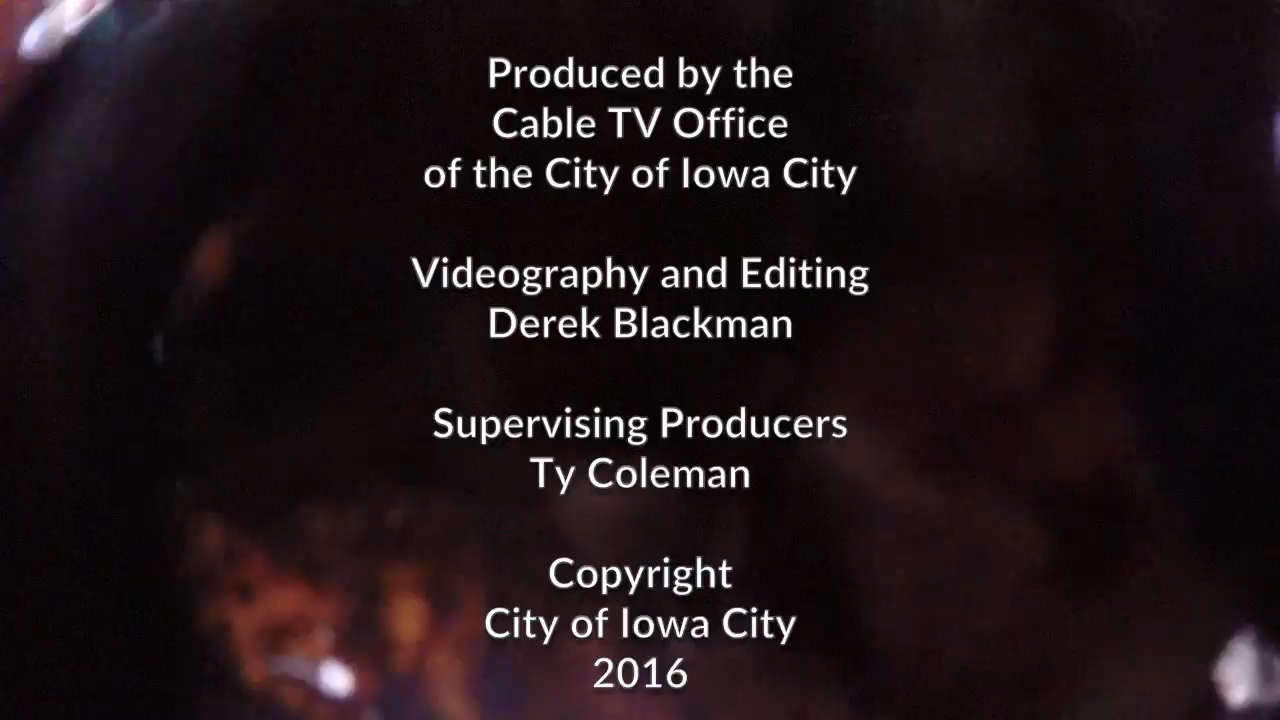 Produced by the
Cable TV Office
of the City of Iowa City
Videography and Editing
Derek Blackman
Supervising Producers
Ty Coleman
Copyright
City of Iowa City
2016